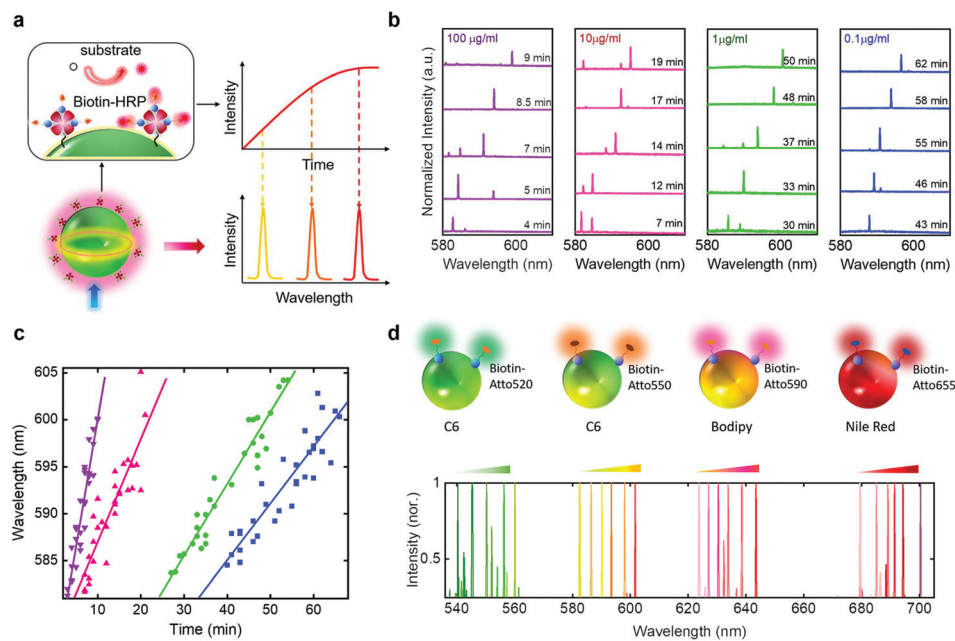 a
substrate
Biotin-HRP
Intensity
Time
Intensity
Wavelength
b
Normalized Intensity (a.u.)
100 µg/ml
9 min
8.5 min
7 min
5 min
4 min
580 600
Wavelength (nm)
10µg/ml
19 min
17 min
14 min
12 min
7 min
580 600
Wavelength (nm)
1µg/ml
50 min
48 min
37 min
33 min
30 min
580 600
Wavelength (nm)
0.1µg/ml
62 min
58 min
55 min
46 min
43 min
580 600
Wavelength (nm)
c
Wavelength (nm)
605
600
595
590
585
10 20 30 40 50 60
Time (min)
d
Biotin-
Atto520
C6
Biotin-
Atto550
C6
Biotin-
Atto590
Bodipy
Biotin-
Atto655
Nile Red
Intensity (nor.)
1
0.5
540 560 580 600 620 640 680 700
Wavelength (nm)